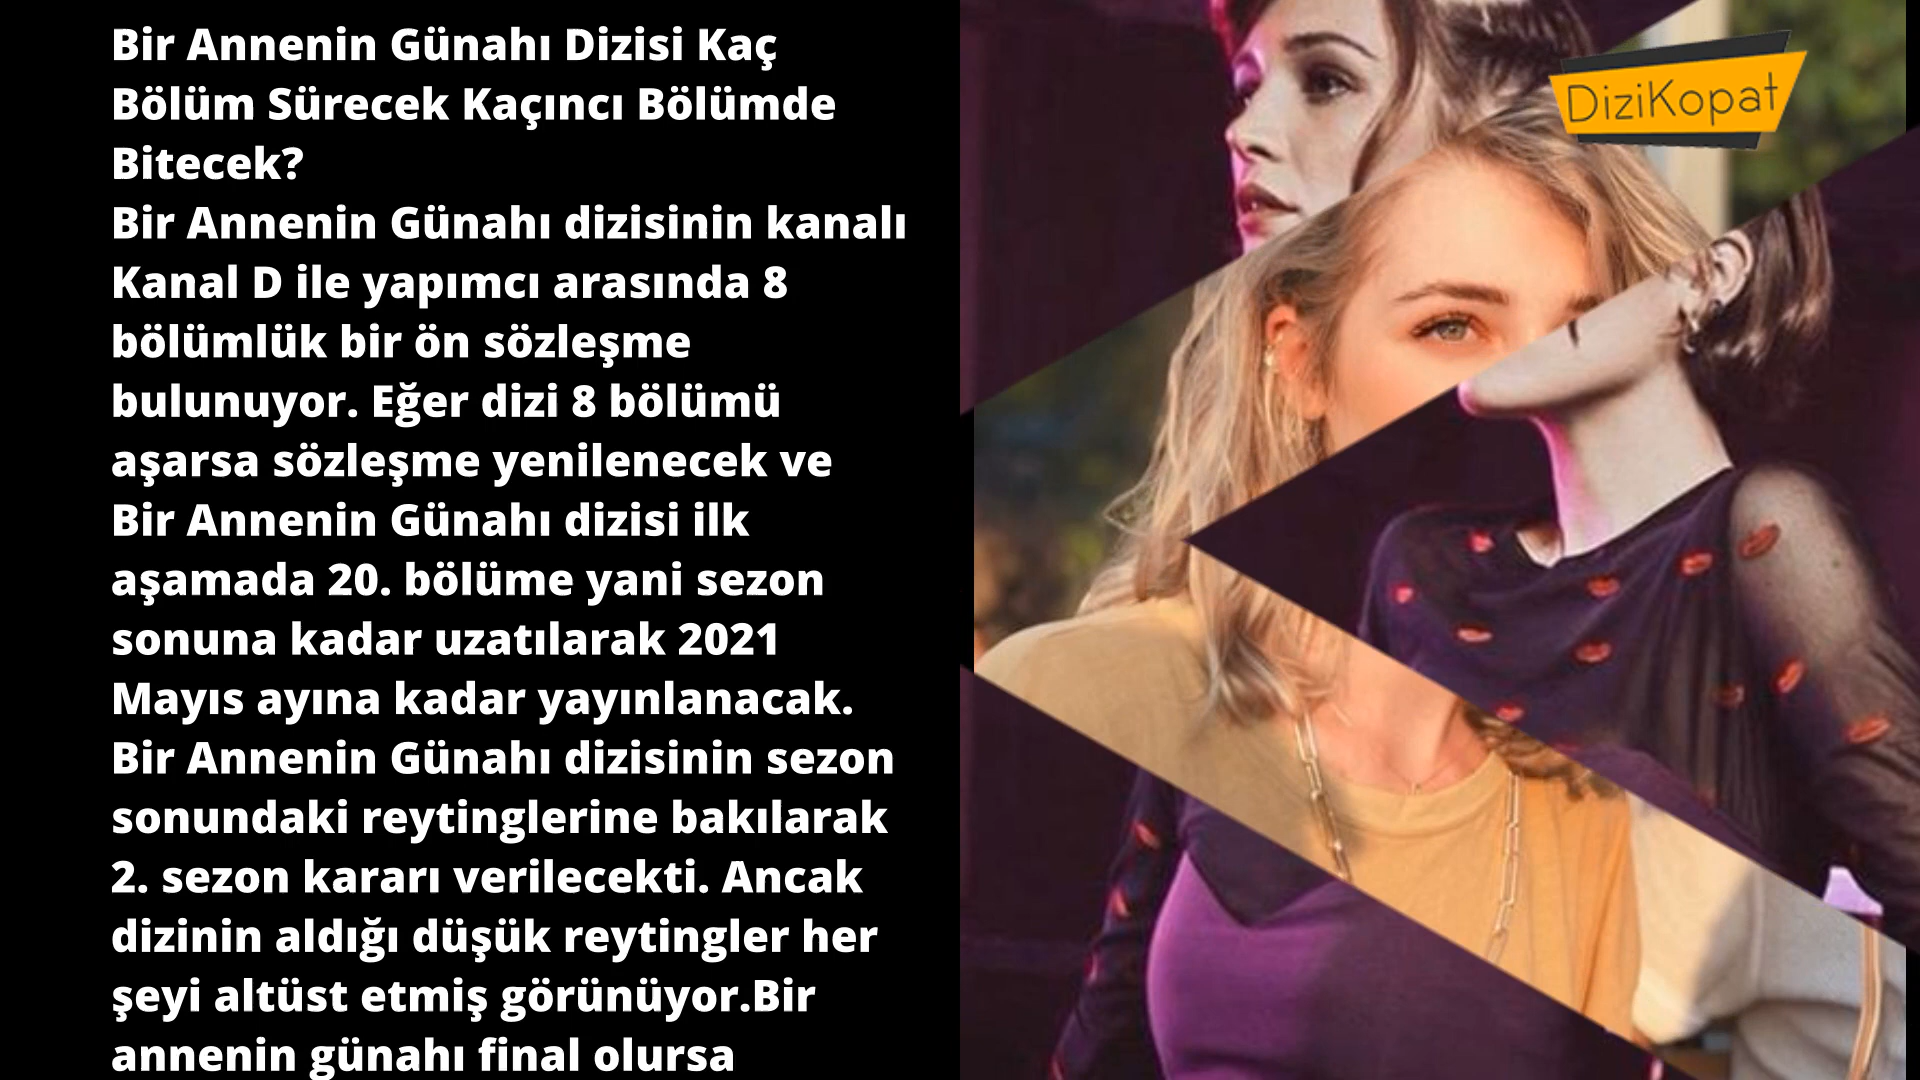 Bir Annenin Günahı Dizisi Kaç
Bölüm Sürecek Kaçıncı Bölümde
Bitecek?
Bir Annenin Günahı dizisinin kanalı
Kanal D ile yapımcı arasında 8
bölümlük bir ön sözleşme
bulunuyor. Eğer dizi 8 bölümü
aşarsa sözleşme yenilenecek ve
Bir Annenin Günahı dizisi ilk
aşamada 20. bölüme yani sezon
sonuna kadar uzatılarak 2021
Mayıs ayına kadar yayınlanacak.
Bir Annenin Günahı dizisinin sezon
sonundaki reytinglerine bakılarak
2. sezon kararı verilecekti. Ancak
dizinin aldığı düşük reytingler her
şeyi altüst etmiş görünüyor.Bir
annenin günahı final olursa
DiziKopat